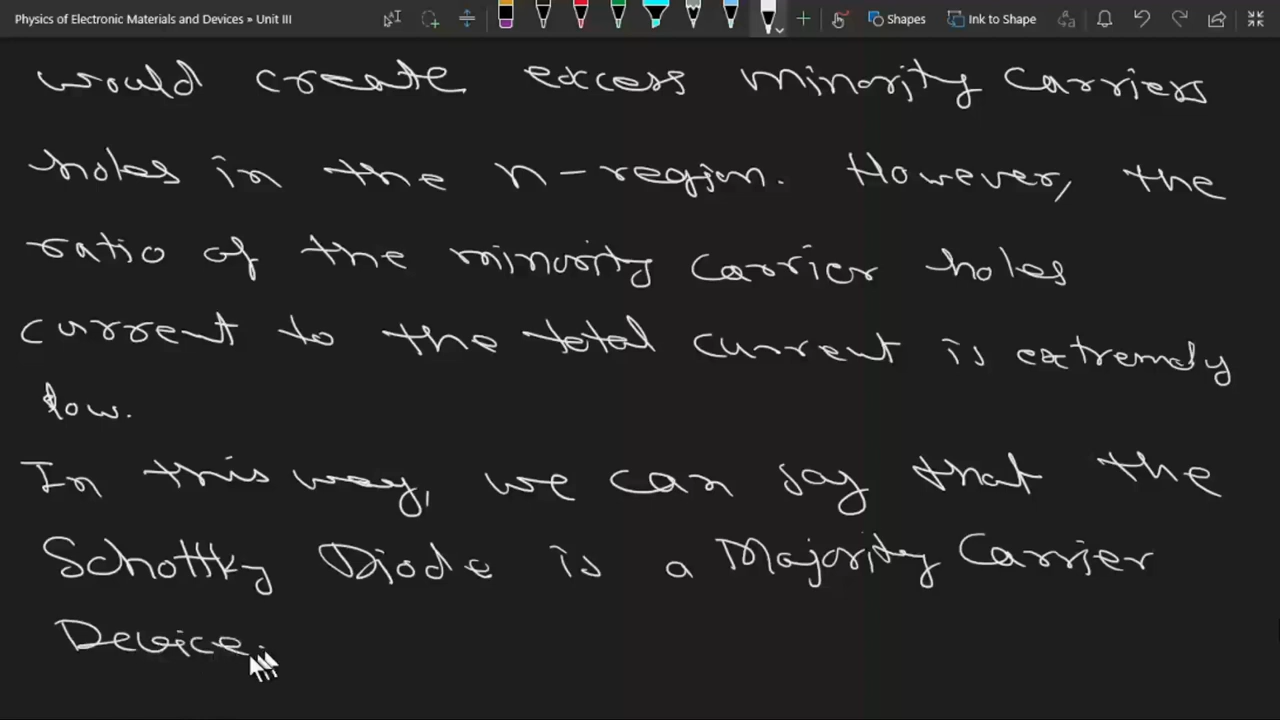 Physics of Electronic Materials and Devices » Unit III
Shapes
Ink to Shape
would create excess minority carriers
holes in the n-region. However, the
ratio of the minority carrier holes
current to the total current is extremely
low.
In this way, we can say that the
Schottky Diode is a Majority Carrier
Device.